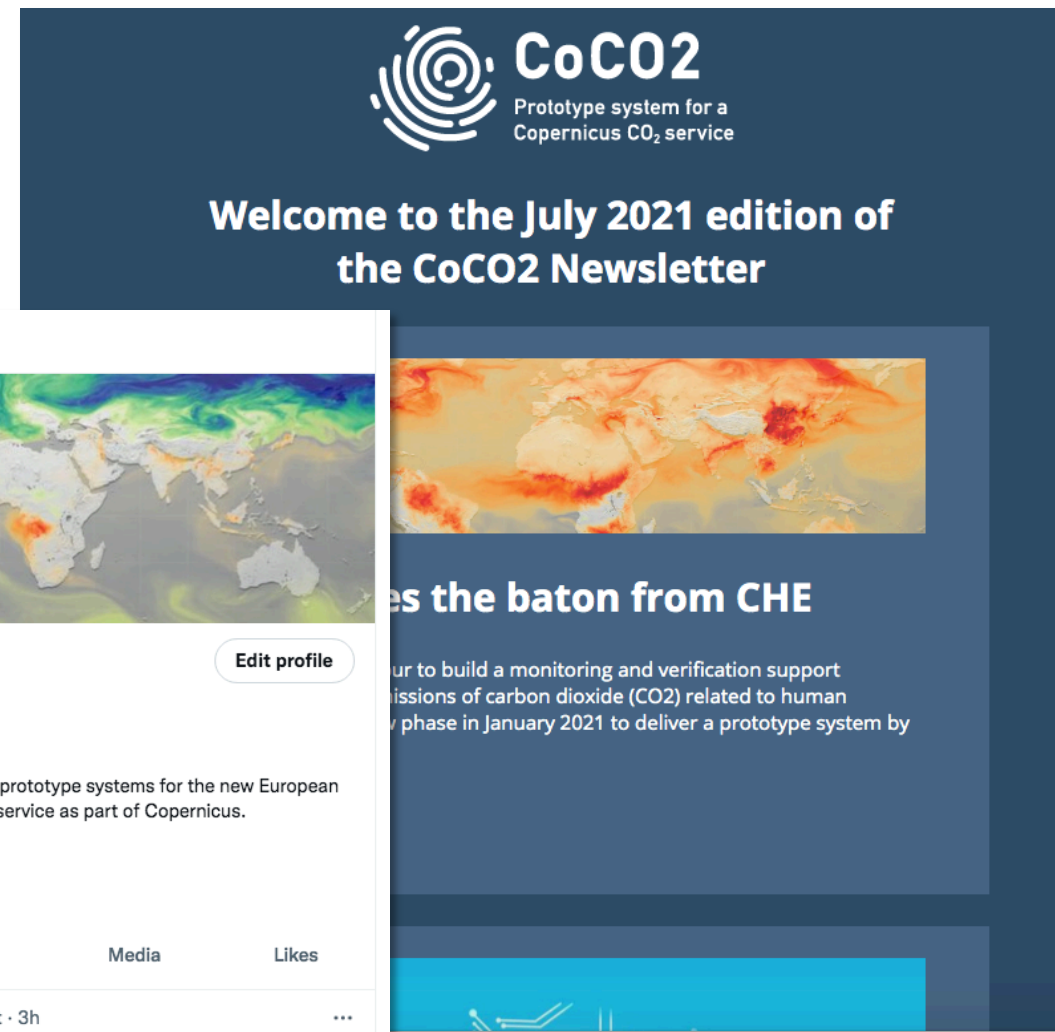 CoCO2
Prototype system for a
Copernicus CO₂ service
Welcome to the July 2021 edition of
the CoCO2 Newsletter
es the baton from CHE
ur to build a monitoring and verification support
issions of carbon dioxide (CO2) related to human
phase in January 2021 to deliver a prototype system by
Edit profile
prototype systems for the new European
service as part of Copernicus.
Media Likes
· 3h
...